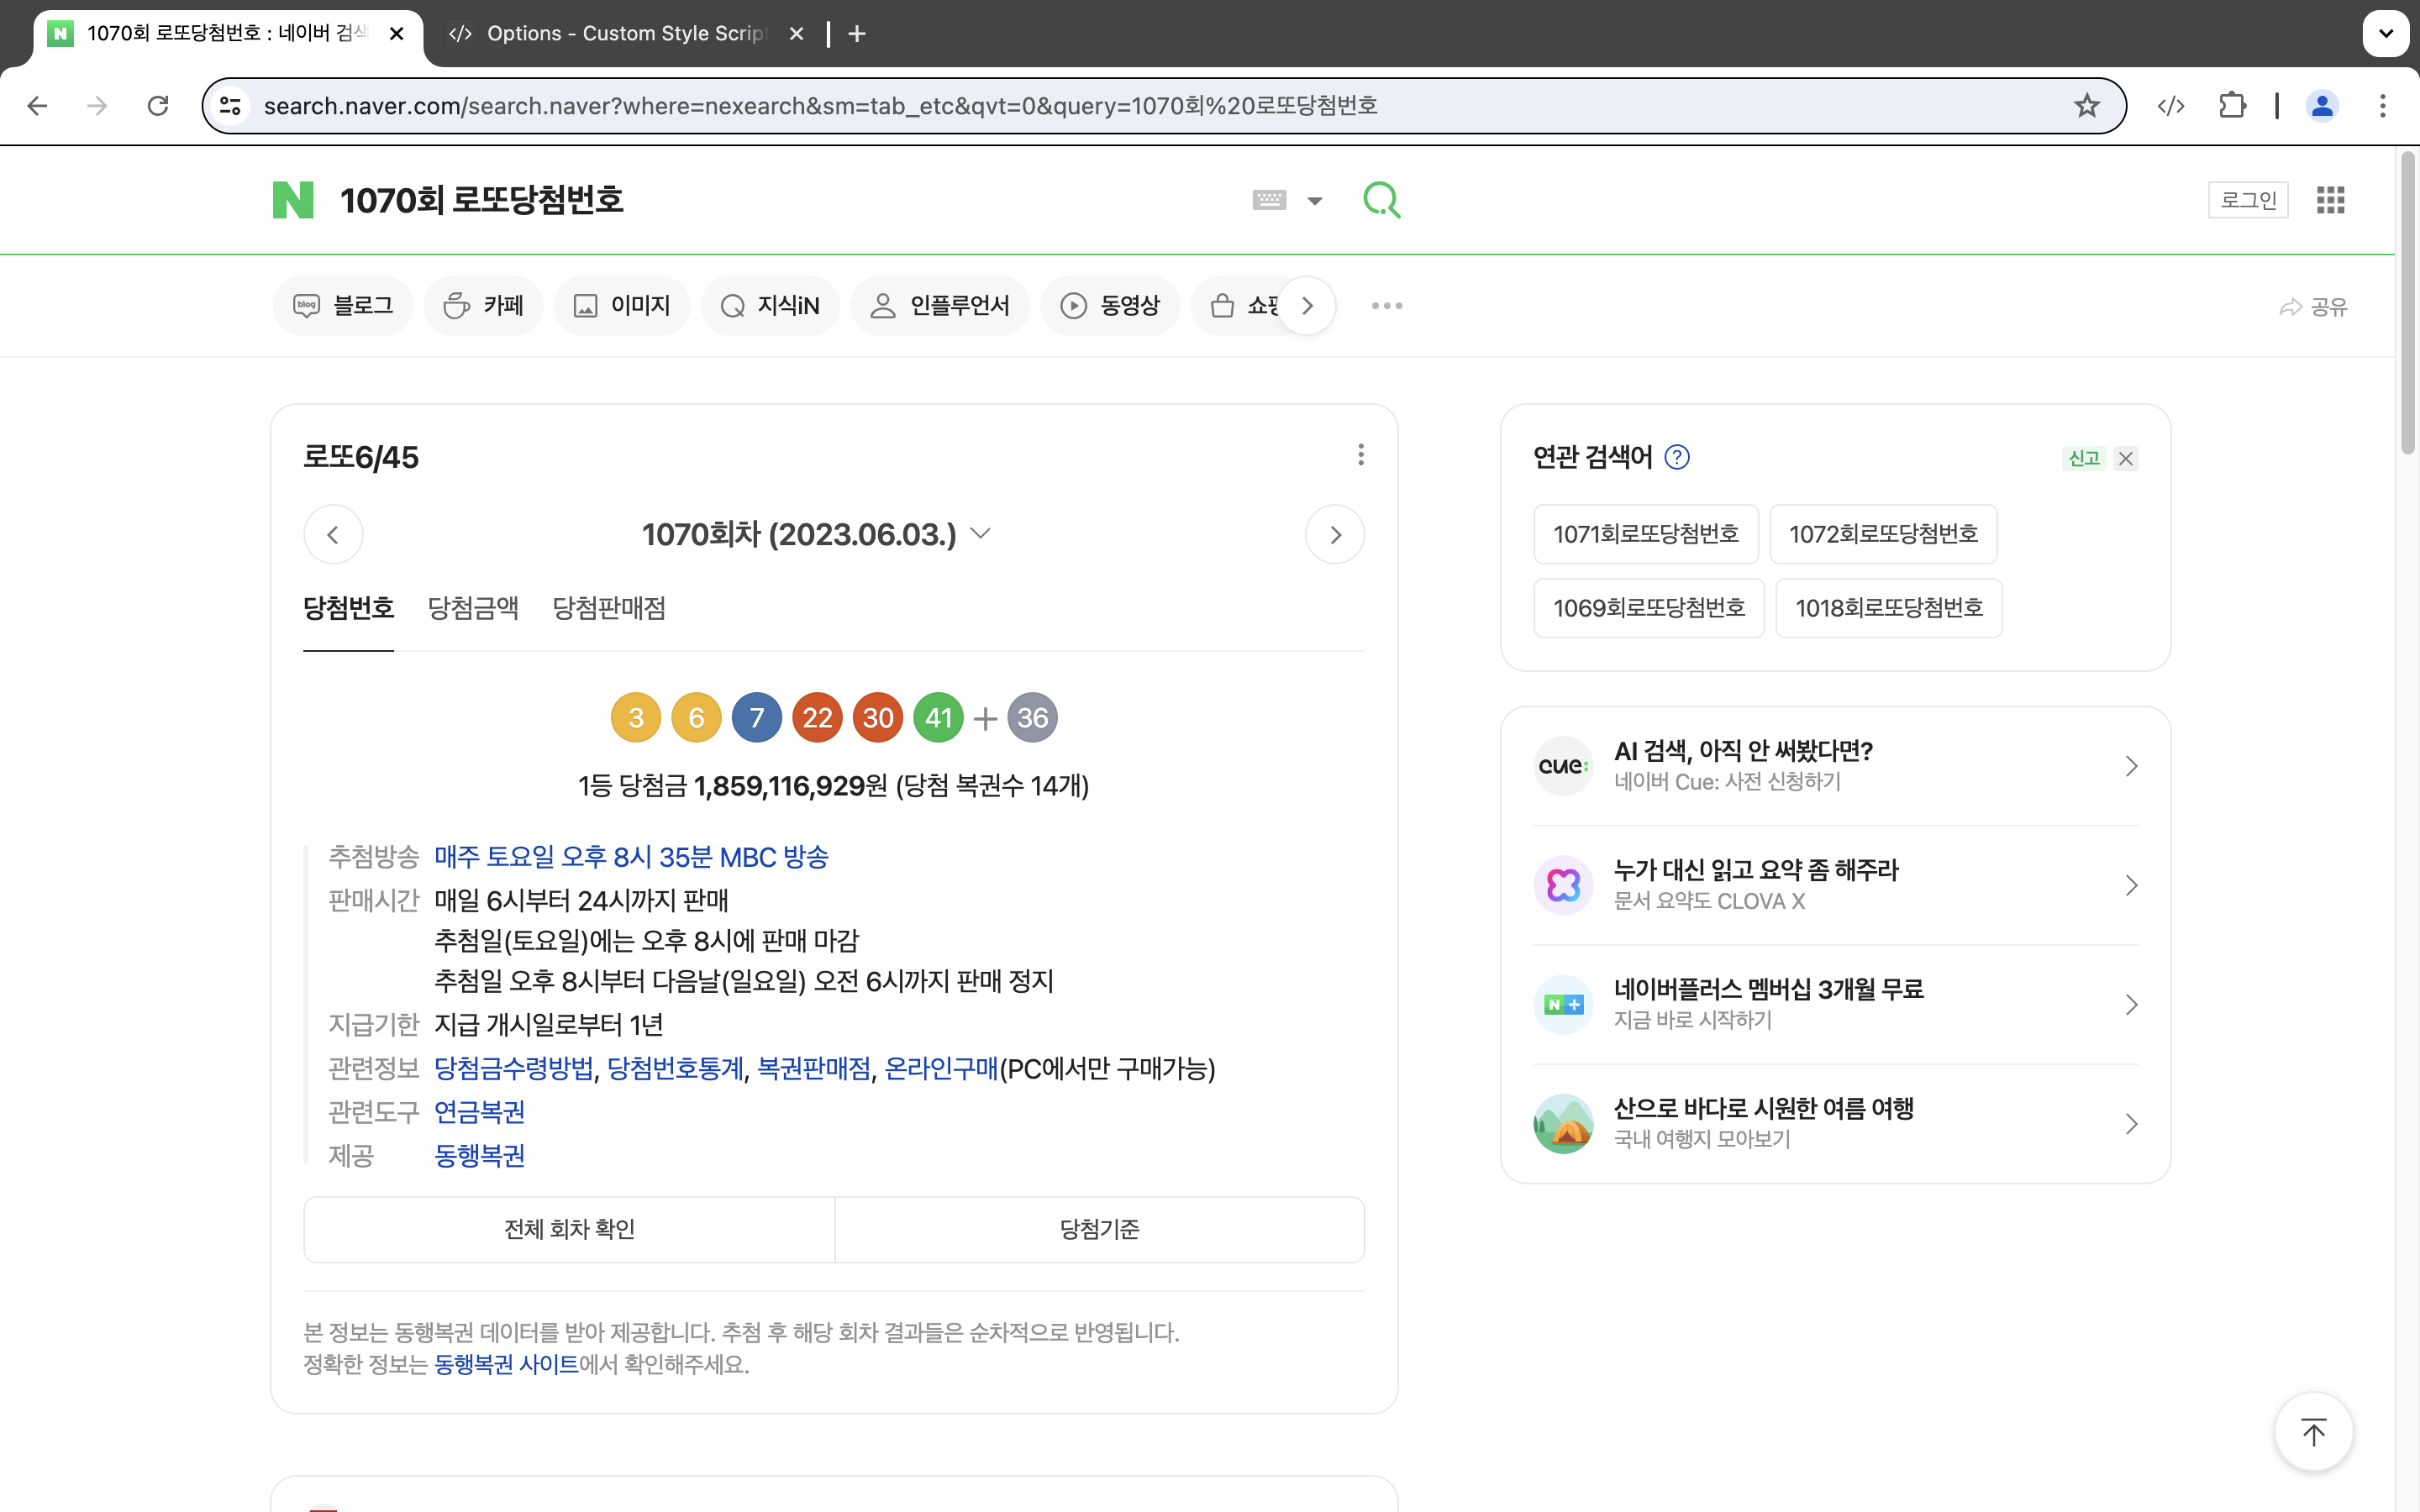 1070회 로또당첨번호 : 네이버 검색
Options - Custom Style Script
search.naver.com/search.naver?where=nexearch&sm=tab_etc&qvt=0&query=1070회%20로또당첨번호
N 1070회 로또당첨번호
로그인
blog 블로그 카페 이미지 지식iN 인플루언서 동영상
공유
로또6/45
1070회차 (2023.06.03.)
당첨번호 당첨금액 당첨판매점
3 6 7 22 30 41 + 36
1등 당첨금 1,859,116,929원 (당첨 복권수 14개)
추첨방송 매주 토요일 오후 8시 35분 MBC 방송
판매시간 매일 6시부터 24시까지 판매
추첨일(토요일)에는 오후 8시에 판매 마감
추첨일 오후 8시부터 다음날(일요일) 오전 6시까지 판매 정지
지급기한 지급 개시일로부터 1년
관련정보 당첨금수령방법, 당첨번호통계, 복권판매점, 온라인구매(PC에서만 구매가능)
관련도구 연금복권
제공 동행복권
전체 회차 확인 당첨기준
본 정보는 동행복권 데이터를 받아 제공합니다. 추첨 후 해당 회차 결과들은 순차적으로 반영됩니다.
정확한 정보는 동행복권 사이트에서 확인해주세요.
연관 검색어 ? 신고
1071회로또당첨번호 1072회로또당첨번호
1069회로또당첨번호 1018회로또당첨번호
cue:
AI 검색, 아직 안 써봤다면?
네이버 Cue: 사전 신청하기
누가 대신 읽고 요약 좀 해주라
문서 요약도 CLOVA X
N+
네이버플러스 멤버십 3개월 무료
지금 바로 시작하기
산으로 바다로 시원한 여름 여행
국내 여행지 모아보기